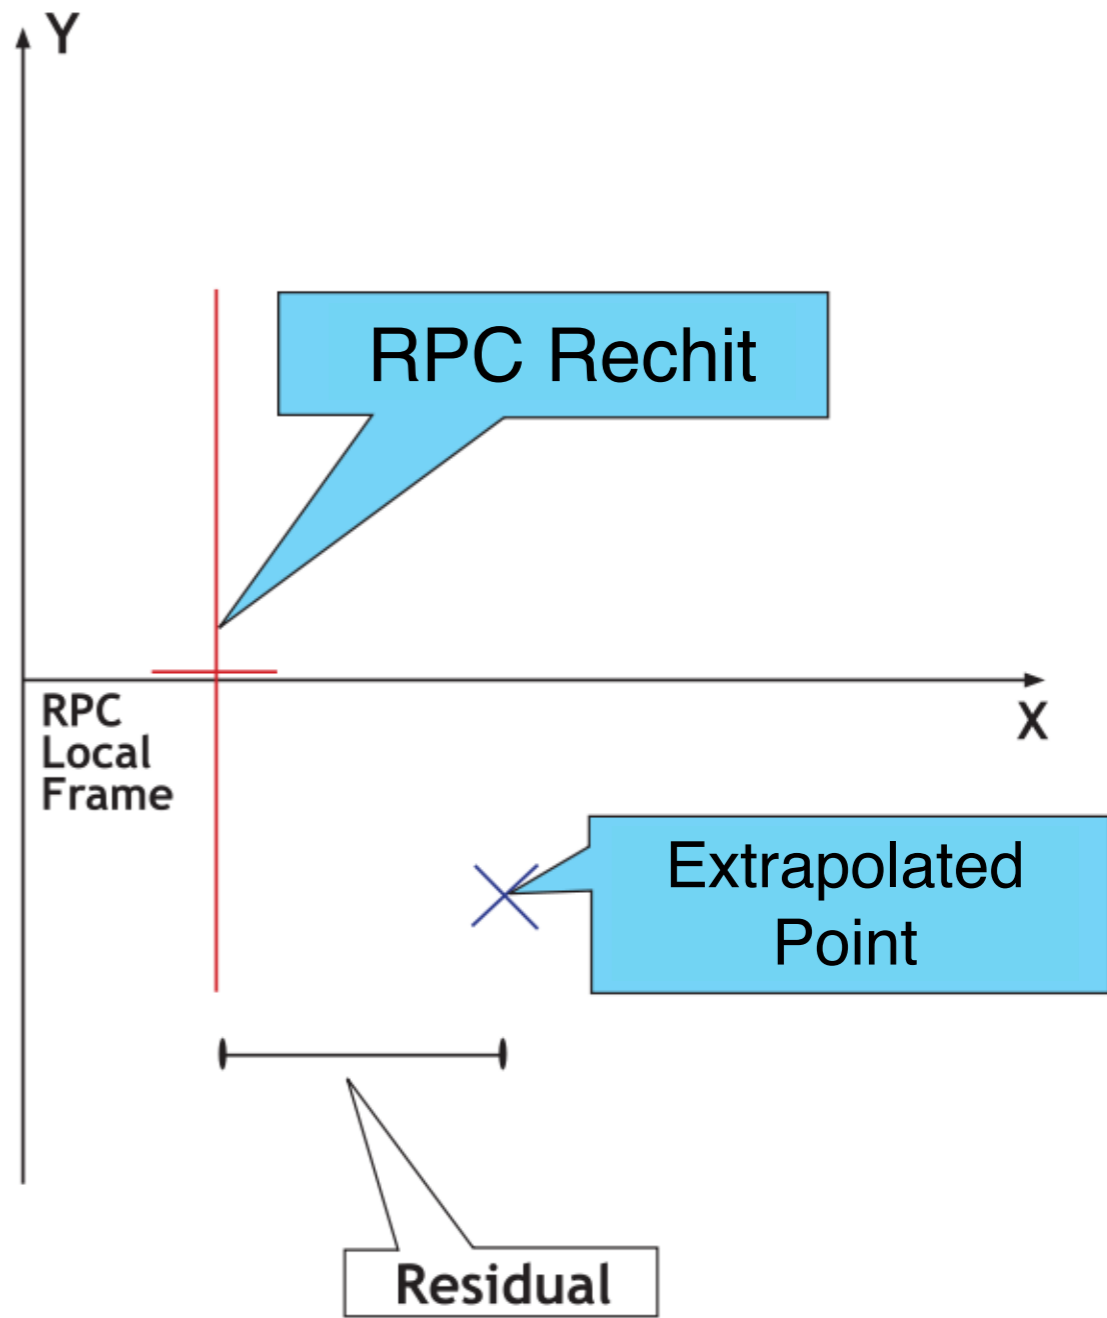 Y
RPC Rechit
RPC
Local
Frame
X
Extrapolated
Point
Residual